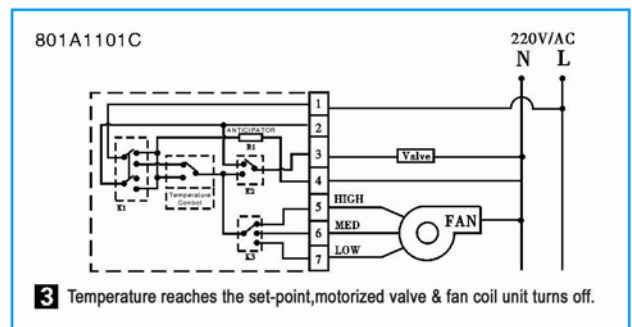 801A1101C
220V/AC
N L
1
2
ANTICIPATOR
R1
3
Valve
4
K1
Temperature
Control
K2
5
HIGH
6
MED
7
LOW
FAN
K3
3 Temperature reaches the set-point,motorized valve & fan coil unit turns off.